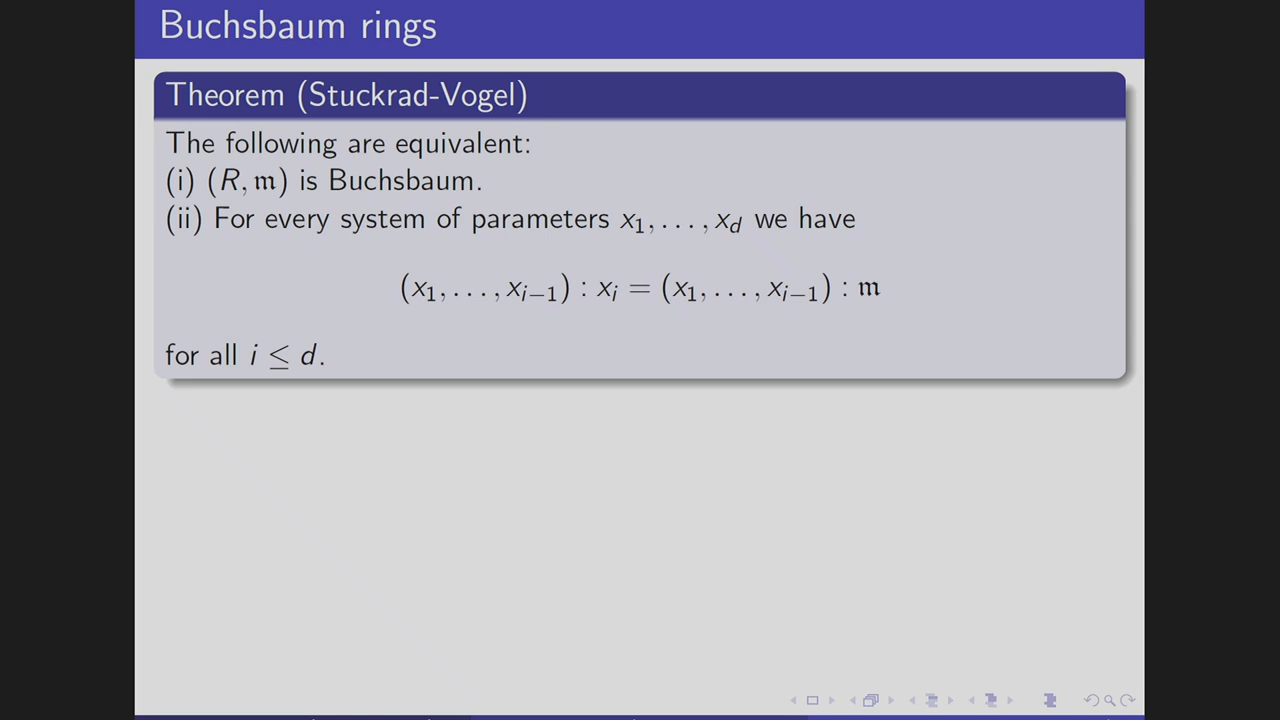 Buchsbaum rings
Theorem (Stuckrad-Vogel)
The following are equivalent:
(i) (R, 𝔪) is Buchsbaum.
(ii) For every system of parameters x₁, . . . , x_d we have
(x₁, . . . , x_{i−1}) : x_i = (x₁, . . . , x_{i−1}) : 𝔪
for all i ≤ d.